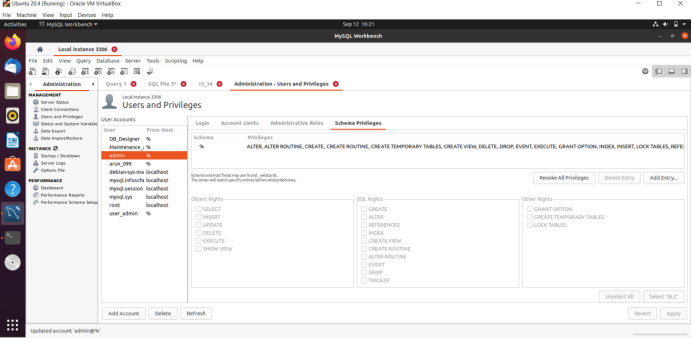 Ubuntu 20.4 [Running] - Oracle VM VirtualBox
File Machine View Input Devices Help
Activities MySQL Workbench Sep 12 16:21
MySQL Workbench
Local instance 3306
File Edit View Query Database Server Tools Scripting Help
Administration
Query 1 SQL File 3* 13_14 Administration - Users and Privileges
MANAGEMENT
Server Status
Client Connections
Users and Privileges
Status and System Variable
Data Export
Data Import/Restore
INSTANCE
Startup / Shutdown
Server Logs
Options File
PERFORMANCE
Dashboard
Performance Reports
Performance Schema Setup
Local instance 3306
Users and Privileges
User Accounts
User From Host
DB_Designer %
Maintenance_ %
admin %
arun_099 %
debian-sys-ma localhost
mysql.infosche localhost
mysql.session localhost
mysql.sys localhost
root localhost
user_admin %
Login Account Limits Administrative Roles Schema Privileges
Schema Privileges
% ALTER, ALTER ROUTINE, CREATE, CREATE ROUTINE, CREATE TEMPORARY TABLES, CREATE VIEW, DELETE, DROP, EVENT, EXECUTE, GRANT OPTION, INDEX, INSERT, LOCK TABLES, REFE
Schema and Host fields may use % and _ wildcards.
The server will match specific entries before wildcarded ones.
Revoke All Privileges Delete Entry Add Entry...
Object Rights
SELECT
INSERT
UPDATE
DELETE
EXECUTE
SHOW VIEW
DDL Rights
CREATE
ALTER
REFERENCES
INDEX
CREATE VIEW
CREATE ROUTINE
ALTER ROUTINE
EVENT
DROP
TRIGGER
Other Rights
GRANT OPTION
CREATE TEMPORARY TABLES
LOCK TABLES
Unselect All Select "ALL"
Add Account Delete Refresh
Revert Apply
Updated account 'admin@%'